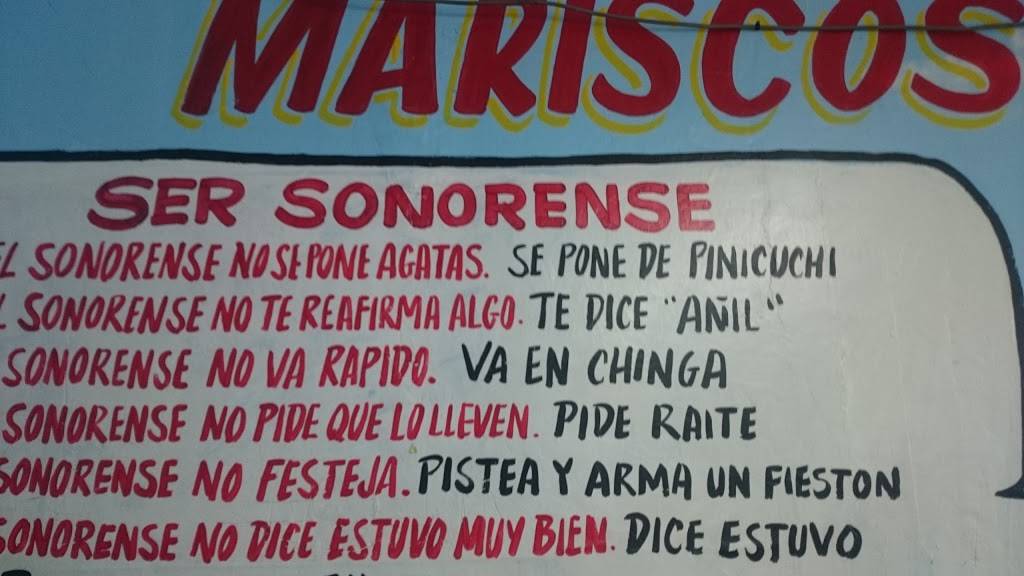 MARISCOS
SER SONORENSE
L SONORENSE NO SE PONE AGATAS. SE PONE DE PINICUCHI
SONORENSE NO TE REAFIRMA ALGO. TE DICE "AÑIL"
SONORENSE NO VA RAPIDO. VA EN CHINGA
SONORENSE NO PIDE QUE LO LLEVEN. PIDE RAITE
SONORENSE NO FESTEJA. PISTEA Y ARMA UN FIESTON
SONORENSE NO DICE ESTUVO MUY BIEN. DICE ESTUVO